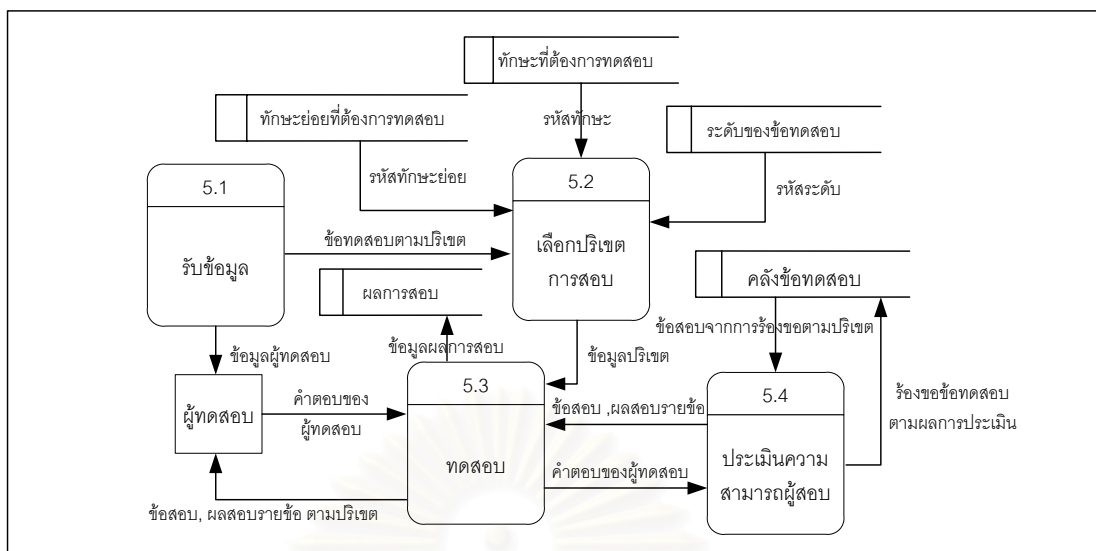 ทักษะที่ต้องการทดสอบ
ทักษะย่อยที่ต้องการทดสอบ
รหัสทักษะ
ระดับของข้อทดสอบ
5.1
รับข้อมูล
รหัสทักษะย่อย
5.2
เลือกปริเขต
การสอบ
รหัสระดับ
ข้อทดสอบตามปริเขต
ผลการสอบ
คลังข้อทดสอบ
ข้อมูลผู้ทดสอบ
ข้อมูลผลการสอบ
ข้อมูลปริเขต
ข้อสอบจากการร้องขอตามปริเขต
ผู้ทดสอบ
คำตอบของ
ผู้ทดสอบ
5.3
ทดสอบ
ข้อสอบ ,ผลสอบรายข้อ
5.4
ประเมินความ
สามารถผู้สอบ
ร้องขอข้อทดสอบ
ตามผลการประเมิน
คำตอบของผู้ทดสอบ
ข้อสอบ, ผลสอบรายข้อ ตามปริเขต